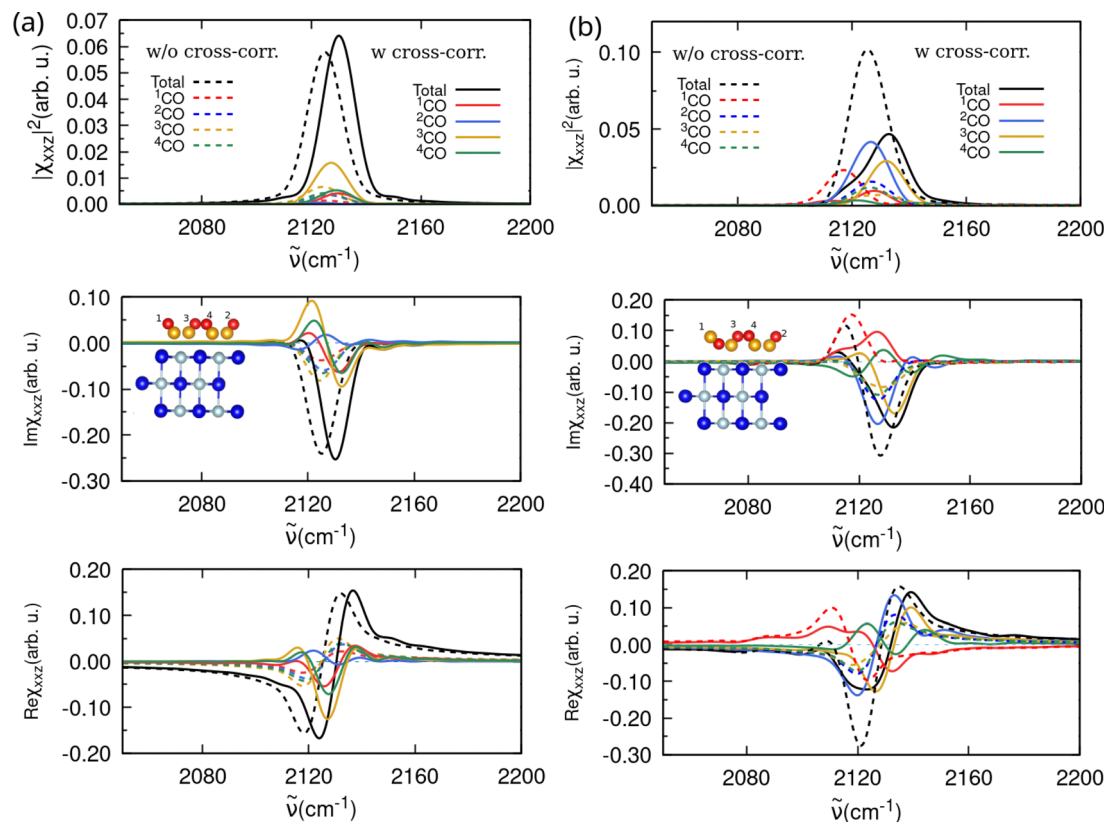 (a)
0.07
0.06
0.05
0.04
0.03
0.02
0.01
0.00
|χxxz|²(arb. u.)
w/o cross-corr.
w cross-corr.
Total
¹CO
²CO
³CO
⁴CO
Total
¹CO
²CO
³CO
⁴CO
2080 2120 2160 2200
ν̃(cm⁻¹)
0.10
0.00
-0.10
-0.20
-0.30
Imχxxz(arb. u.)
1 3 4 2
2080 2120 2160 2200
ν̃(cm⁻¹)
0.20
0.10
0.00
-0.10
-0.20
Reχxxz(arb. u.)
2080 2120 2160 2200
ν̃(cm⁻¹)
(b)
0.10
0.05
0.00
|χxxz|²(arb. u.)
w/o cross-corr.
w cross-corr.
Total
¹CO
²CO
³CO
⁴CO
Total
¹CO
²CO
³CO
⁴CO
2080 2120 2160 2200
ν̃(cm⁻¹)
0.20
0.10
0.00
-0.10
-0.20
-0.30
-0.40
Imχxxz(arb. u.)
1 3 4 2
2080 2120 2160 2200
ν̃(cm⁻¹)
0.20
0.10
0.00
-0.10
-0.20
-0.30
Reχxxz(arb. u.)
2080 2120 2160 2200
ν̃(cm⁻¹)